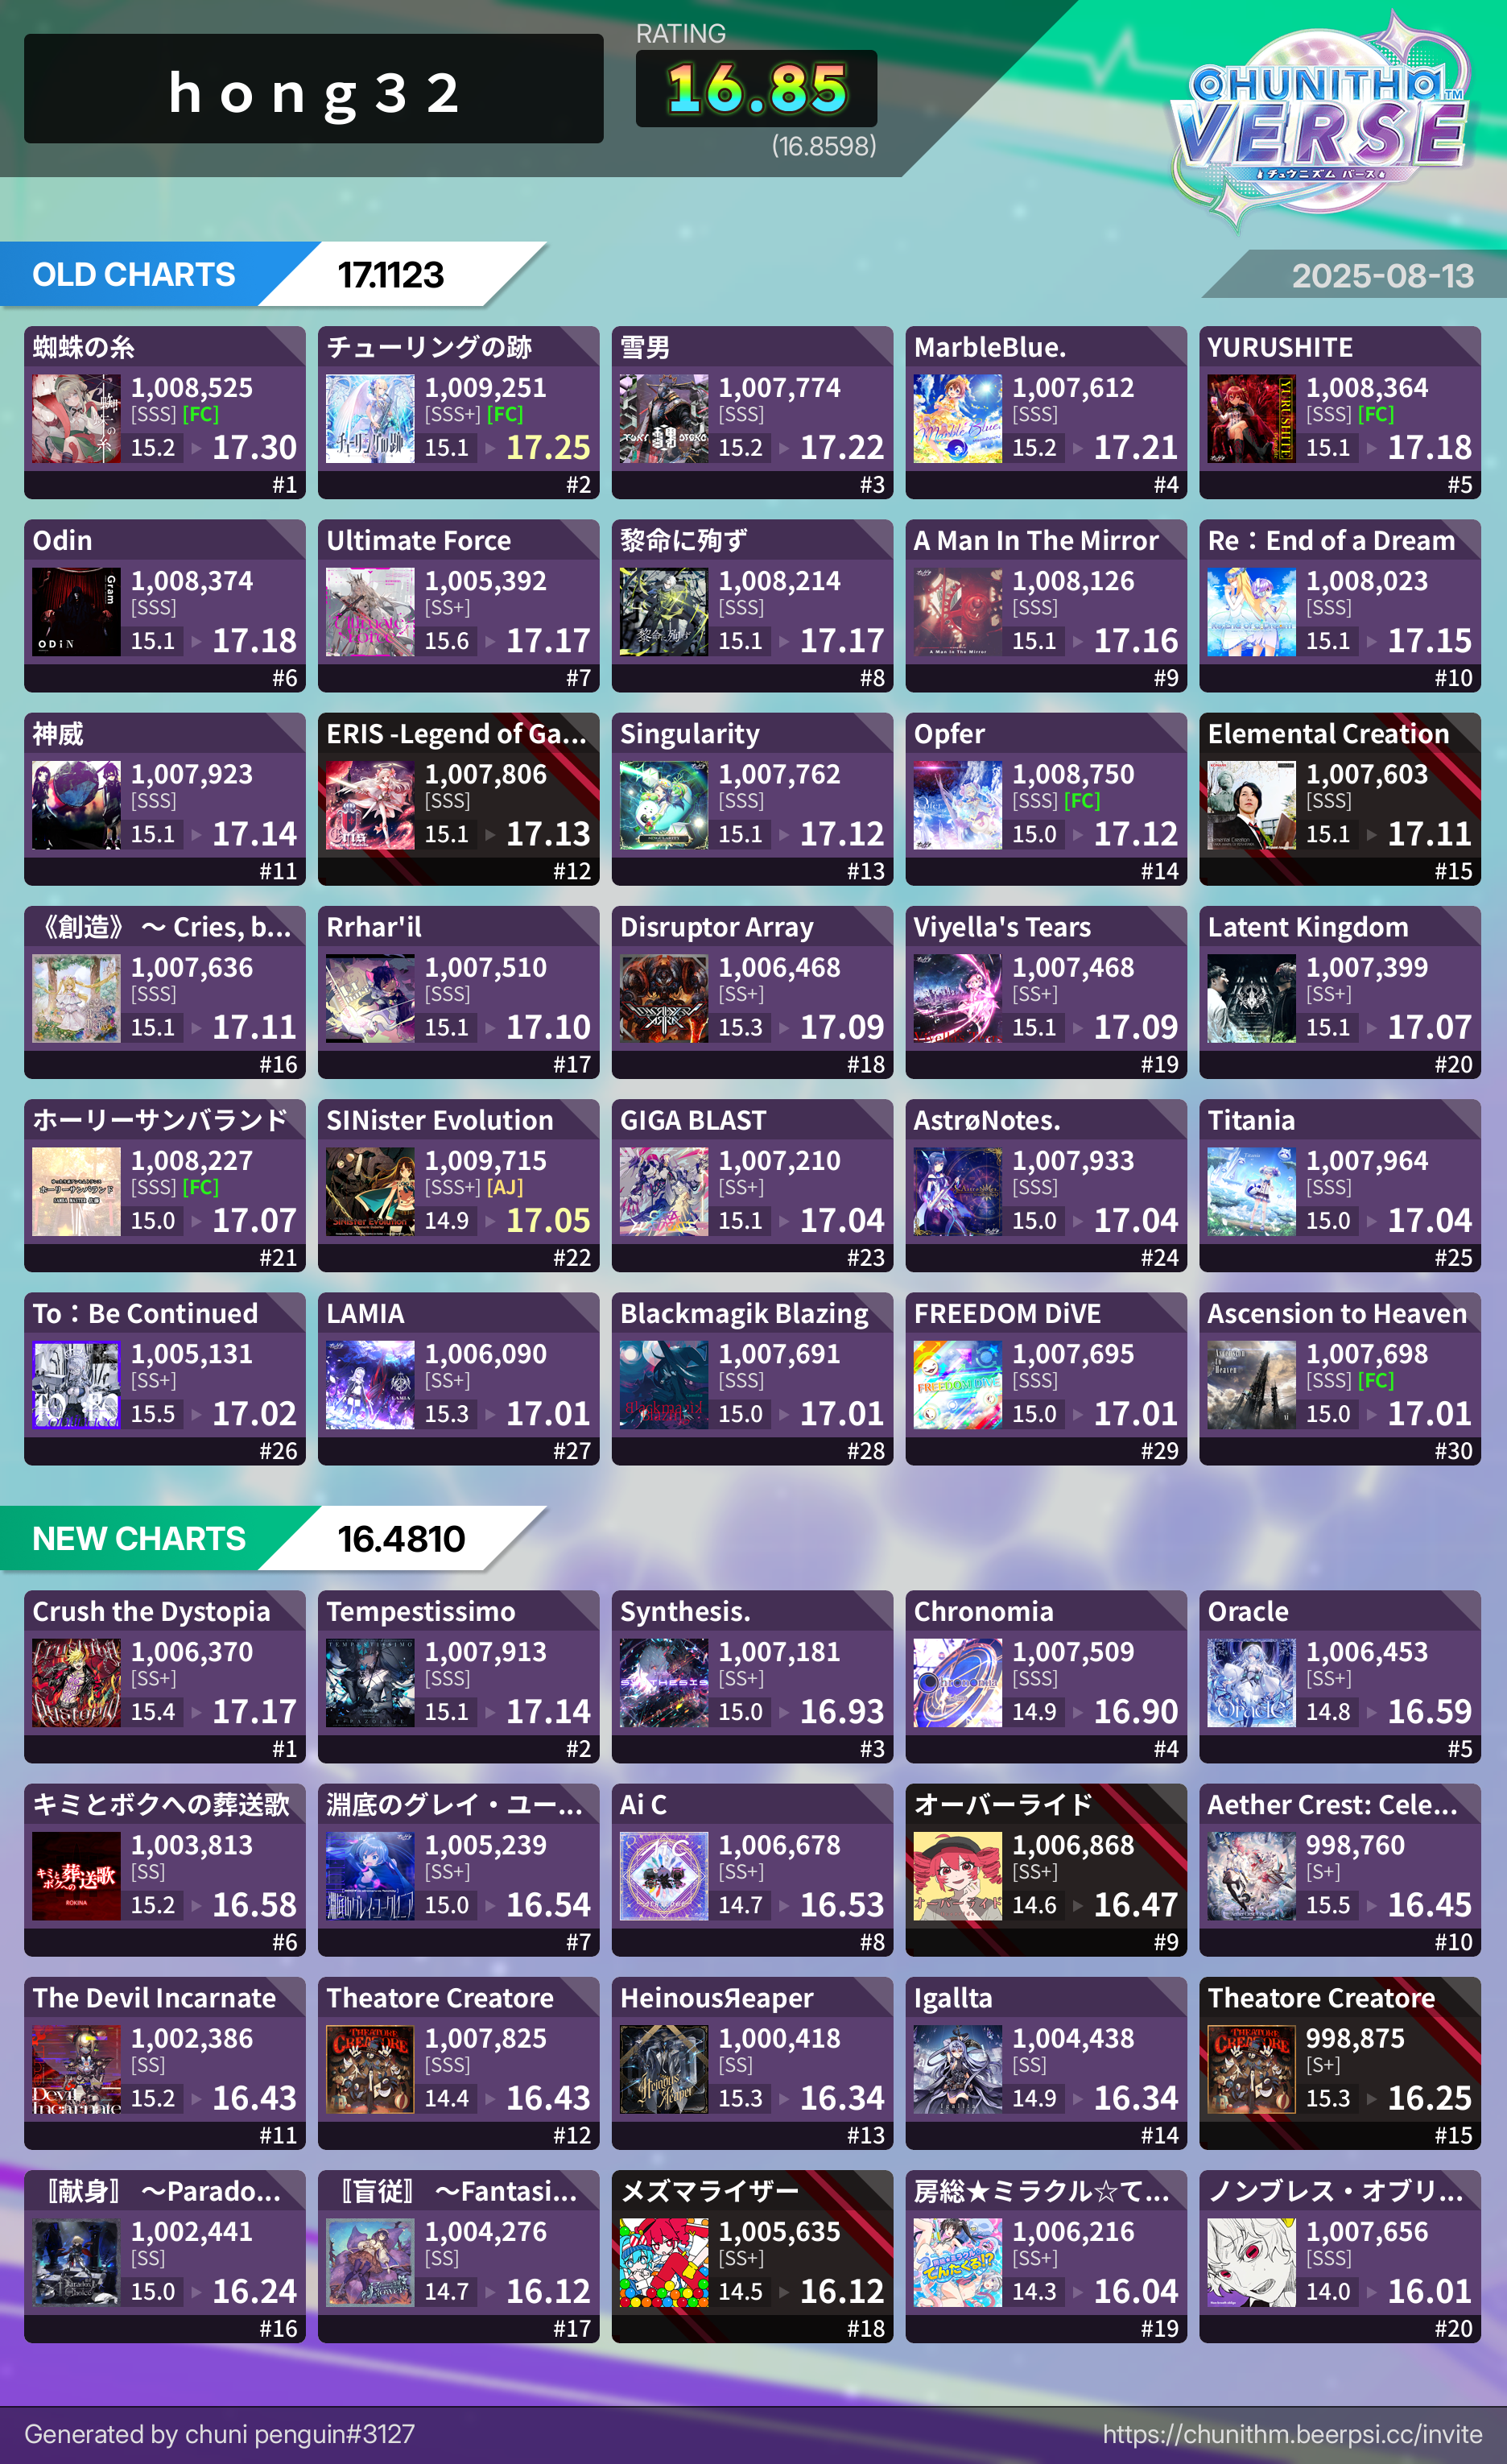 hong32
RATING
16.85
(16.8598)
CHUNITHM™
VERSE
チュウニズム バース
OLD CHARTS 17.1123
2025-08-13
蜘蛛の糸
1,008,525
[SSS] [FC]
15.2 17.30
#1
チューリングの跡
1,009,251
[SSS+] [FC]
15.1 17.25
#2
雪男
1,007,774
[SSS]
15.2 17.22
#3
MarbleBlue.
1,007,612
[SSS]
15.2 17.21
#4
YURUSHITE
1,008,364
[SSS] [FC]
15.1 17.18
#5
Odin
1,008,374
[SSS]
15.1 17.18
#6
Ultimate Force
1,005,392
[SS+]
15.6 17.17
#7
黎命に殉ず
1,008,214
[SSS]
15.1 17.17
#8
A Man In The Mirror
1,008,126
[SSS]
15.1 17.16
#9
Re：End of a Dream
1,008,023
[SSS]
15.1 17.15
#10
神威
1,007,923
[SSS]
15.1 17.14
#11
ERIS -Legend of Ga...
1,007,806
[SSS]
15.1 17.13
#12
Singularity
1,007,762
[SSS]
15.1 17.12
#13
Opfer
1,008,750
[SSS] [FC]
15.0 17.12
#14
Elemental Creation
1,007,603
[SSS]
15.1 17.11
#15
《創造》 ～ Cries, b...
1,007,636
[SSS]
15.1 17.11
#16
Rrhar'il
1,007,510
[SSS]
15.1 17.10
#17
Disruptor Array
1,006,468
[SS+]
15.3 17.09
#18
Viyella's Tears
1,007,468
[SS+]
15.1 17.09
#19
Latent Kingdom
1,007,399
[SS+]
15.1 17.07
#20
ホーリーサンバランド
1,008,227
[SSS] [FC]
15.0 17.07
#21
SINister Evolution
1,009,715
[SSS+] [AJ]
14.9 17.05
#22
GIGA BLAST
1,007,210
[SS+]
15.1 17.04
#23
AstrøNotes.
1,007,933
[SSS]
15.0 17.04
#24
Titania
1,007,964
[SSS]
15.0 17.04
#25
To：Be Continued
1,005,131
[SS+]
15.5 17.02
#26
LAMIA
1,006,090
[SS+]
15.3 17.01
#27
Blackmagik Blazing
1,007,691
[SSS]
15.0 17.01
#28
FREEDOM DiVE
1,007,695
[SSS]
15.0 17.01
#29
Ascension to Heaven
1,007,698
[SSS] [FC]
15.0 17.01
#30
NEW CHARTS 16.4810
Crush the Dystopia
1,006,370
[SS+]
15.4 17.17
#1
Tempestissimo
1,007,913
[SSS]
15.1 17.14
#2
Synthesis.
1,007,181
[SS+]
15.0 16.93
#3
Chronomia
1,007,509
[SSS]
14.9 16.90
#4
Oracle
1,006,453
[SS+]
14.8 16.59
#5
キミとボクへの葬送歌
1,003,813
[SS]
15.2 16.58
#6
淵底のグレイ・ユー...
1,005,239
[SS+]
15.0 16.54
#7
Ai C
1,006,678
[SS+]
14.7 16.53
#8
オーバーライド
1,006,868
[SS+]
14.6 16.47
#9
Aether Crest: Cele...
998,760
[S+]
15.5 16.45
#10
The Devil Incarnate
1,002,386
[SS]
15.2 16.43
#11
Theatore Creatore
1,007,825
[SSS]
14.4 16.43
#12
HeinousЯeaper
1,000,418
[SS]
15.3 16.34
#13
Igallta
1,004,438
[SS]
14.9 16.34
#14
Theatore Creatore
998,875
[S+]
15.3 16.25
#15
〚献身〛 ～Parado...
1,002,441
[SS]
15.0 16.24
#16
〚盲従〛 ～Fantasi...
1,004,276
[SS]
14.7 16.12
#17
メズマライザー
1,005,635
[SS+]
14.5 16.12
#18
房総★ミラクル☆て...
1,006,216
[SS+]
14.3 16.04
#19
ノンブレス・オブリ...
1,007,656
[SSS]
14.0 16.01
#20
Generated by chuni penguin#3127
https://chunithm.beerpsi.cc/invite